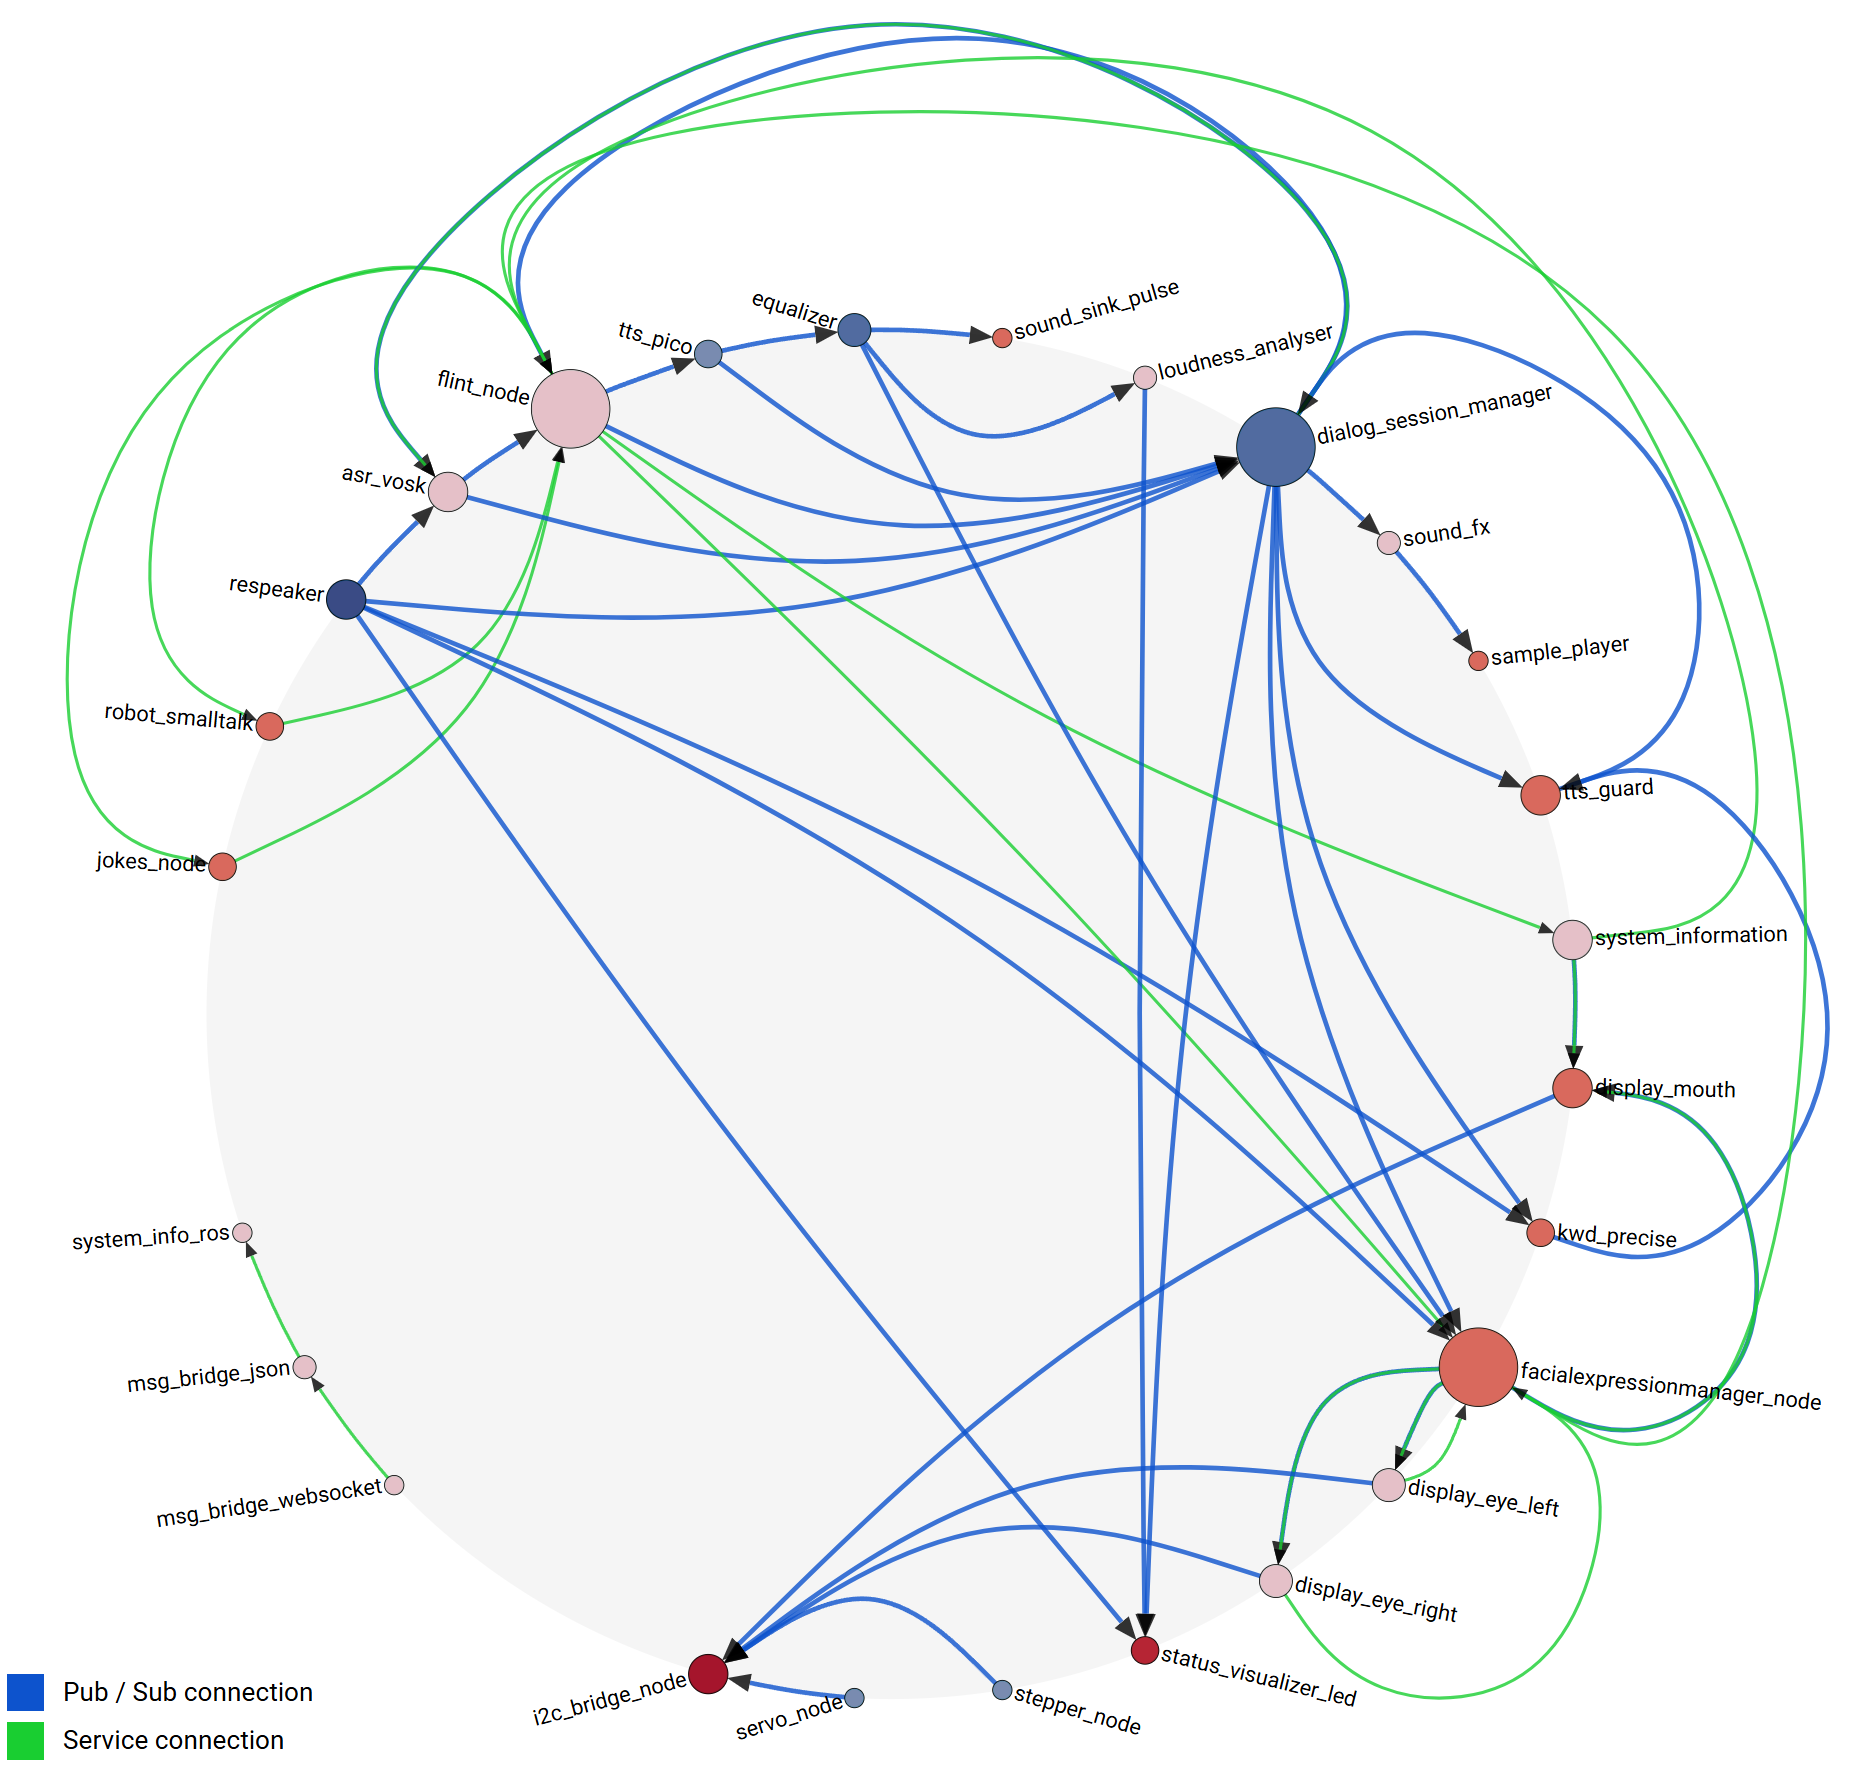 equalizer
sound_sink_pulse
tts_pico
loudness_analyser
flint_node
dialog_session_manager
asr_vosk
sound_fx
respeaker
sample_player
robot_smalltalk
tts_guard
jokes_node
system_information
display_mouth
system_info_ros
kwd_precise
msg_bridge_json
facialexpressionmanager_node
msg_bridge_websocket
display_eye_left
display_eye_right
status_visualizer_led
i2c_bridge_node
servo_node
stepper_node
Pub / Sub connection
Service connection